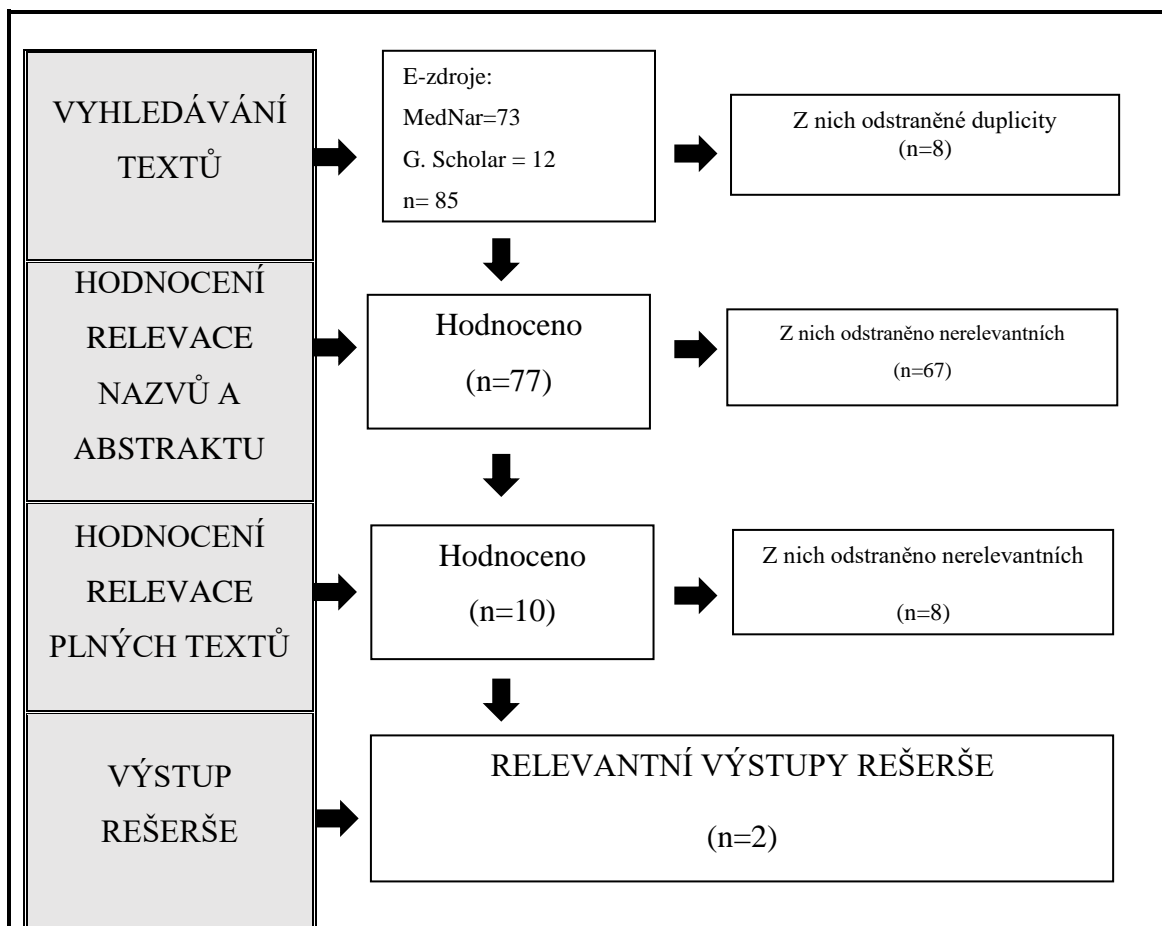 VYHLEDÁVÁNÍ
TEXTŮ
E-zdroje:
MedNar=73
G. Scholar = 12
n= 85
Z nich odstraněné duplicity
(n=8)
HODNOCENÍ
RELEVACE
NAZVŮ A
ABSTRAKTU
Hodnoceno
(n=77)
Z nich odstraněno nerelevantních
(n=67)
HODNOCENÍ
RELEVACE
PLNÝCH TEXTŮ
Hodnoceno
(n=10)
Z nich odstraněno nerelevantních
(n=8)
VÝSTUP
REŠERŠE
RELEVANTNÍ VÝSTUPY REŠERŠE
(n=2)